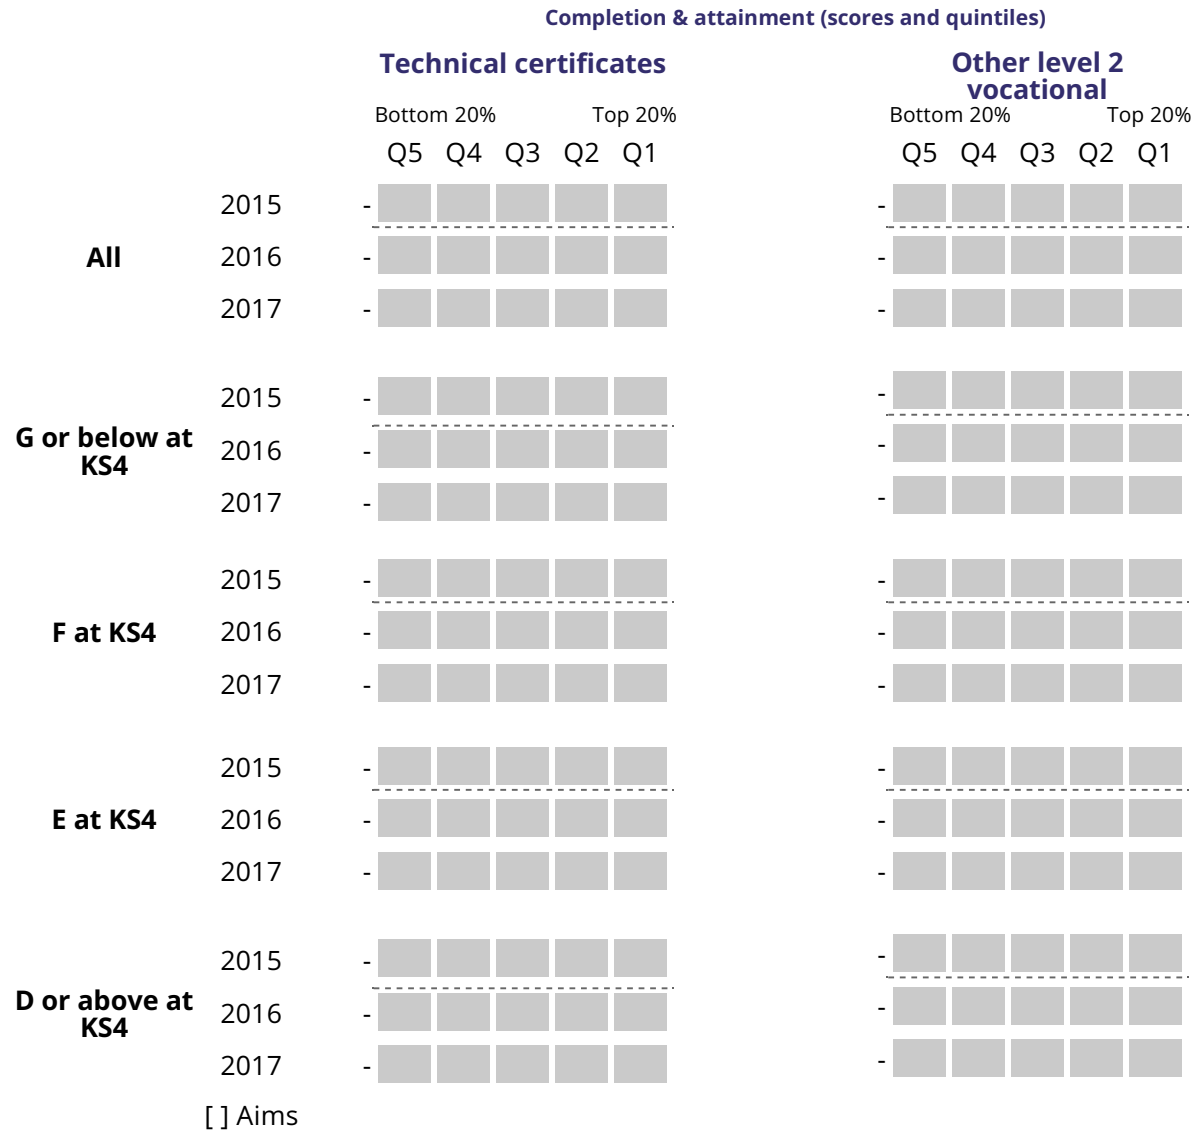 Completion & attainment (scores and quintiles)
Technical certificates
Other level 2
vocational
Bottom 20% Top 20% Bottom 20% Top 20%
Q5 Q4 Q3 Q2 Q1 Q5 Q4 Q3 Q2 Q1
2015 - -
All
2016 - -
2017 - -
2015 - -
G or below at
KS4
2016 - -
2017 - -
2015 - -
F at KS4 2016 - -
2017 - -
2015 - -
E at KS4 2016 - -
2017 - -
2015 - -
D or above at
KS4
2016 - -
2017 - -
[ ] Aims